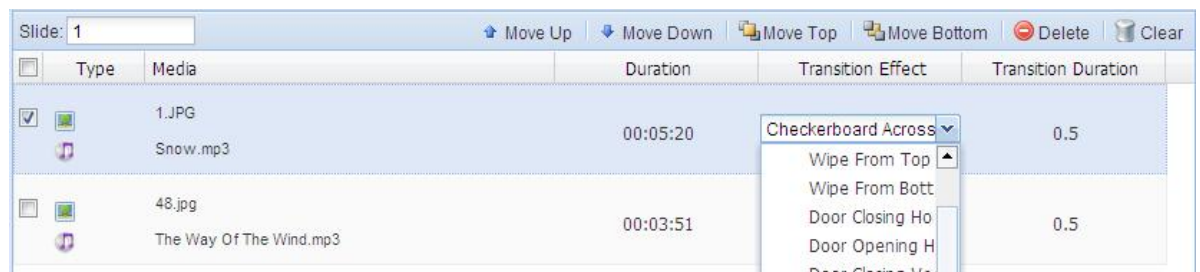 Slide: 1 Move Up Move Down Move Top Move Bottom Delete Clear
Type Media Duration Transition Effect Transition Duration
1.JPG
00:05:20 Checkerboard Across 0.5
Snow.mp3
Wipe From Top
Wipe From Bott
48.jpg
Door Closing Ho
00:03:51 0.5
The Way Of The Wind.mp3
Door Opening H